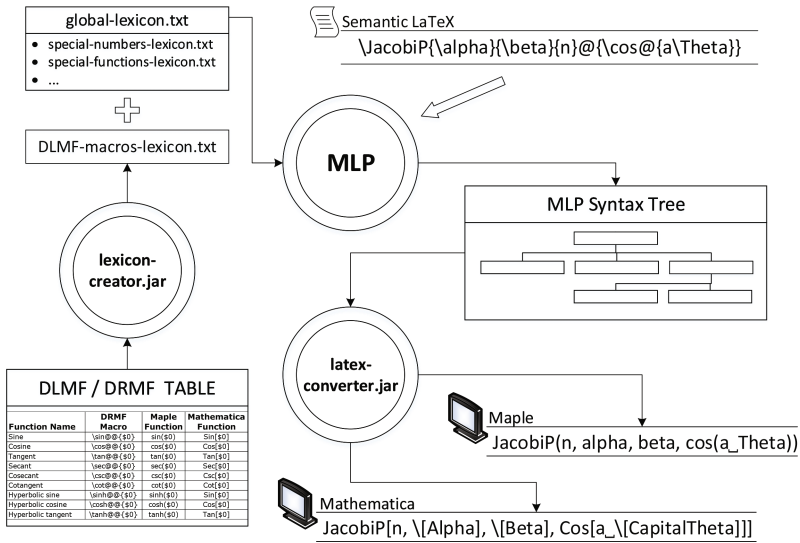 global-lexicon.txt
• special-numbers-lexicon.txt
• special-functions-lexicon.txt
• ...
DLMF-macros-lexicon.txt
lexicon-
creator.jar
DLMF / DRMF TABLE
Function Name DRMF Macro Maple Function Mathematica Function
Sine \sin@@{$0} sin($0) Sin[$0]
Cosine \cos@@{$0} cos($0) Cos[$0]
Tangent \tan@@{$0} tan($0) Tan[$0]
Secant \sec@@{$0} sec($0) Sec[$0]
Cosecant \csc@@{$0} csc($0) Csc[$0]
Cotangent \cot@@{$0} cot($0) Cot[$0]
Hyperbolic sine \sinh@@{$0} sinh($0) Sin[$0]
Hyperbolic cosine \cosh@@{$0} cosh($0) Cos[$0]
Hyperbolic tangent \tanh@@{$0} tanh($0) Tan[$0]
Semantic LaTeX
\JacobiP{\alpha}{\beta}{n}@{\cos@{a\Theta}}
MLP
MLP Syntax Tree
latex-
converter.jar
Maple
JacobiP(n, alpha, beta, cos(a␣Theta))
Mathematica
JacobiP[n, \[Alpha], \[Beta], Cos[a␣\[CapitalTheta]]]